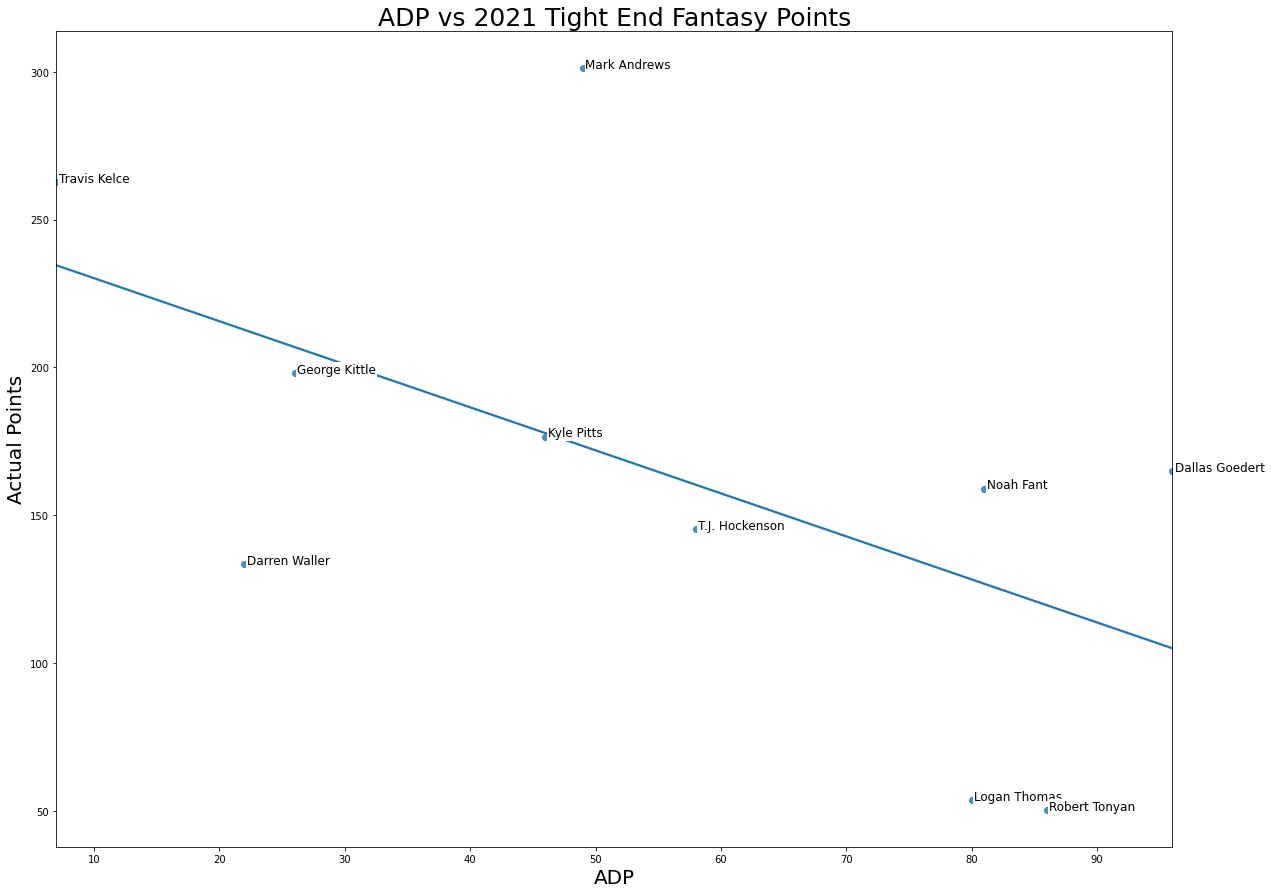 ADP vs 2021 Tight End Fantasy Points
300
Mark Andrews
Travis Kelce
250
200
George Kittle
Kyle Pitts
Actual Points
Dallas Goedert
Noah Fant
150
T.J. Hockenson
Darren Waller
100
Logan Thomas
Robert Tonyan
50
10 20 30 40 50 60 70 80 90
ADP